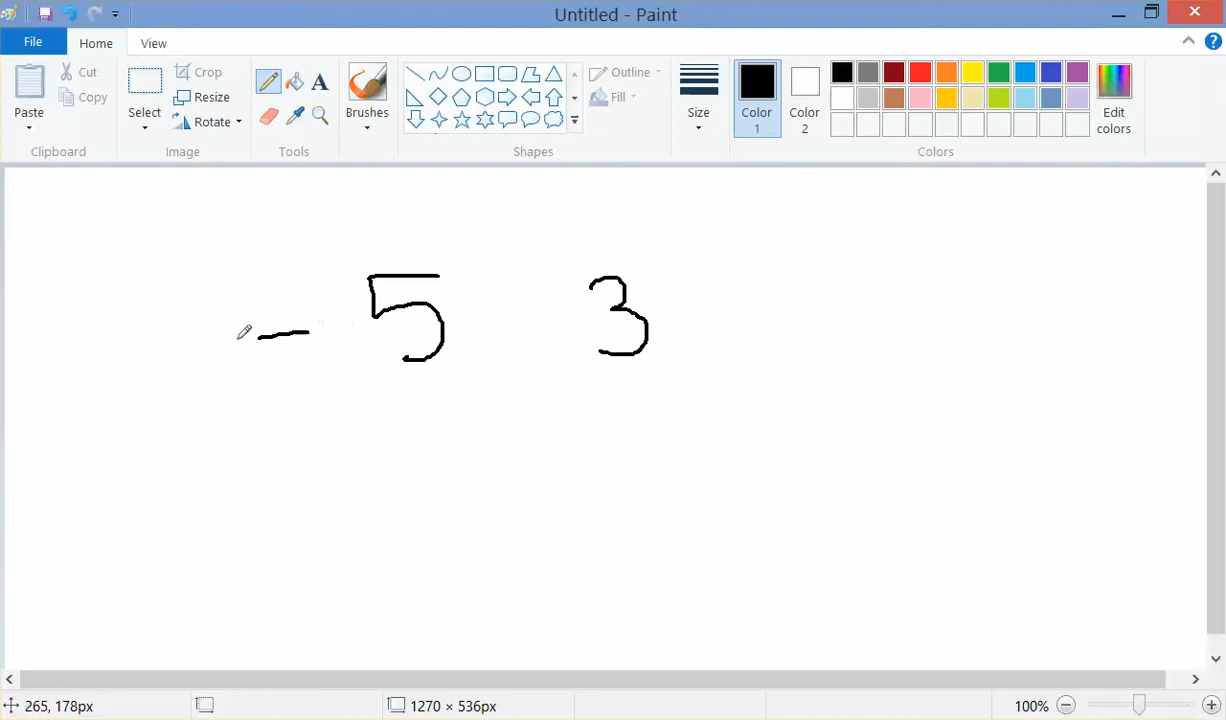 Untitled - Paint
File Home View
Cut Crop Outline
Paste Copy Select Resize Brushes Fill Size Color 1 Color 2 Edit colors
Rotate
Clipboard Image Tools Shapes Colors
- 5 3
265, 178px 1270 × 536px 100%